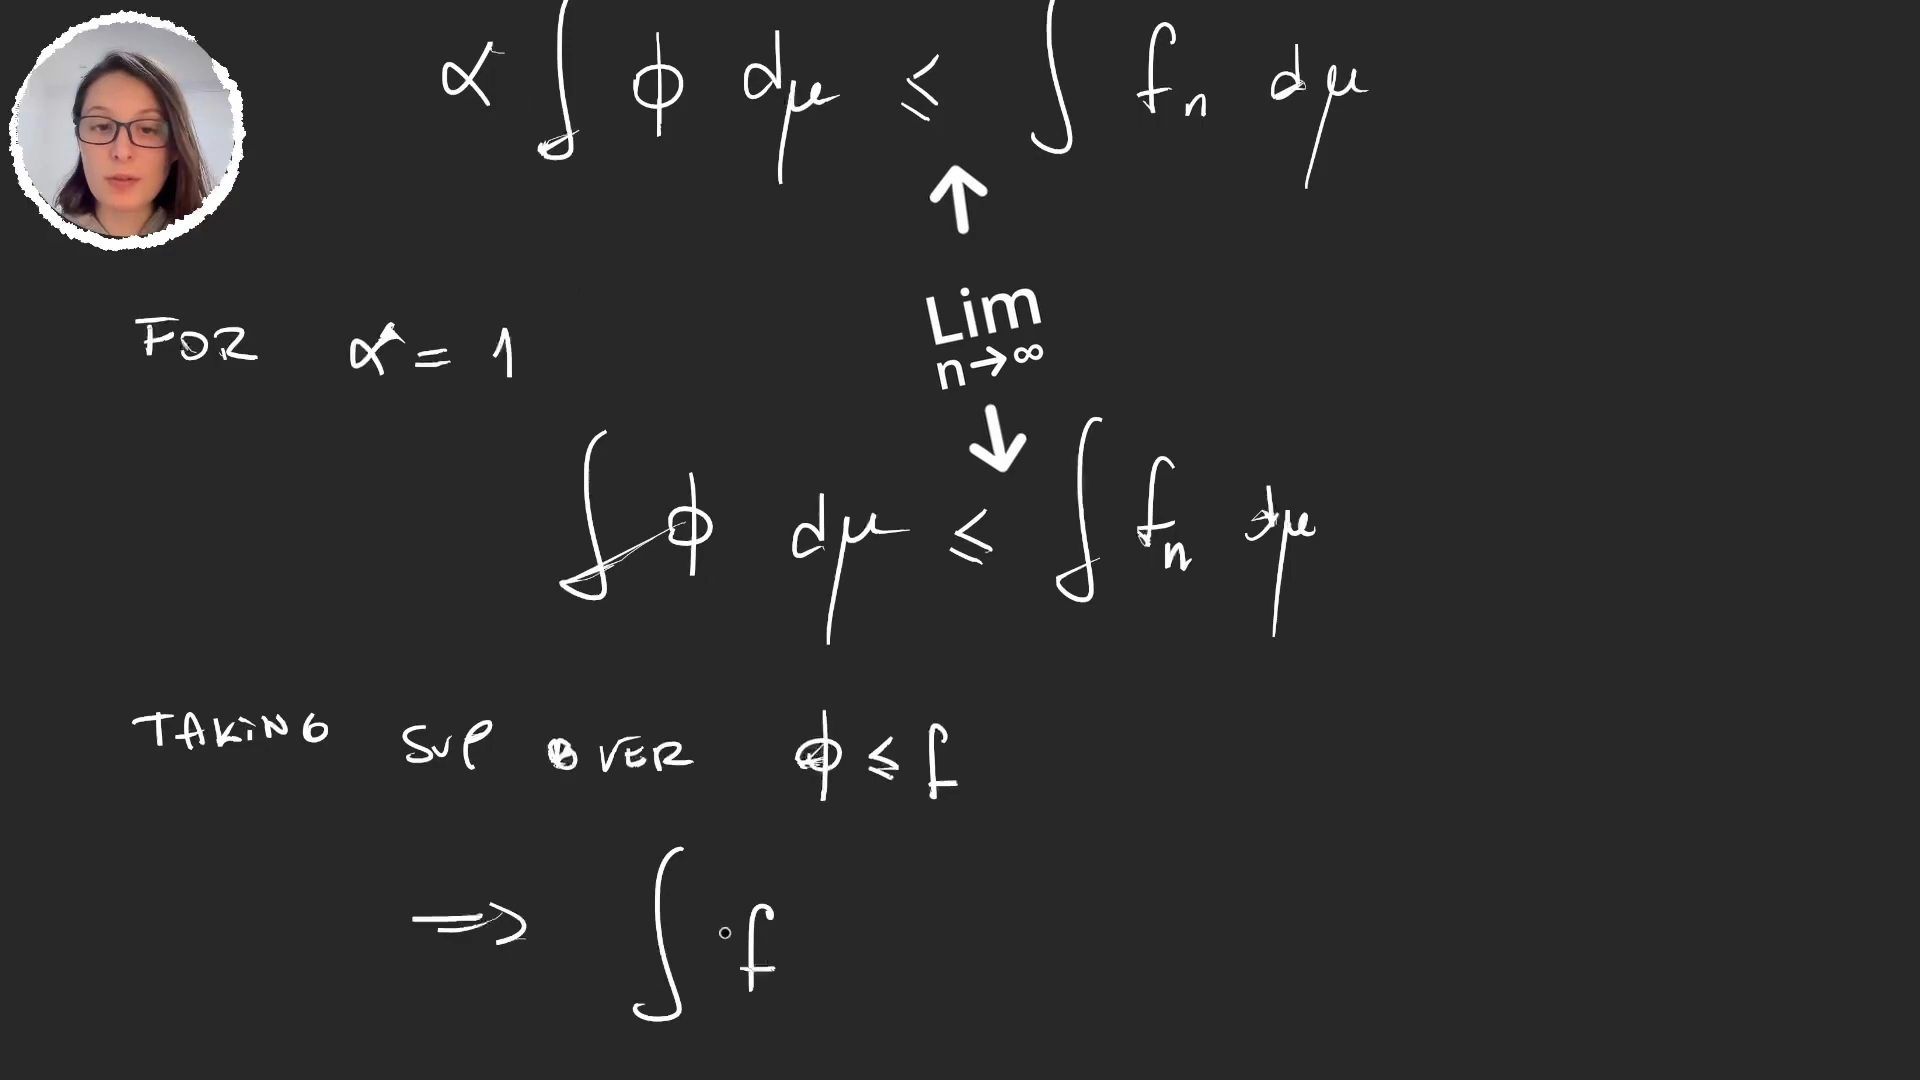 α ∫ ϕ dμ ≤ ∫ fn dμ
Lim
n→∞
FOR α = 1
∫ ϕ dμ ≤ ∫ fn dμ
TAKING SUP OVER ϕ ≤ f
⇒ ∫ f